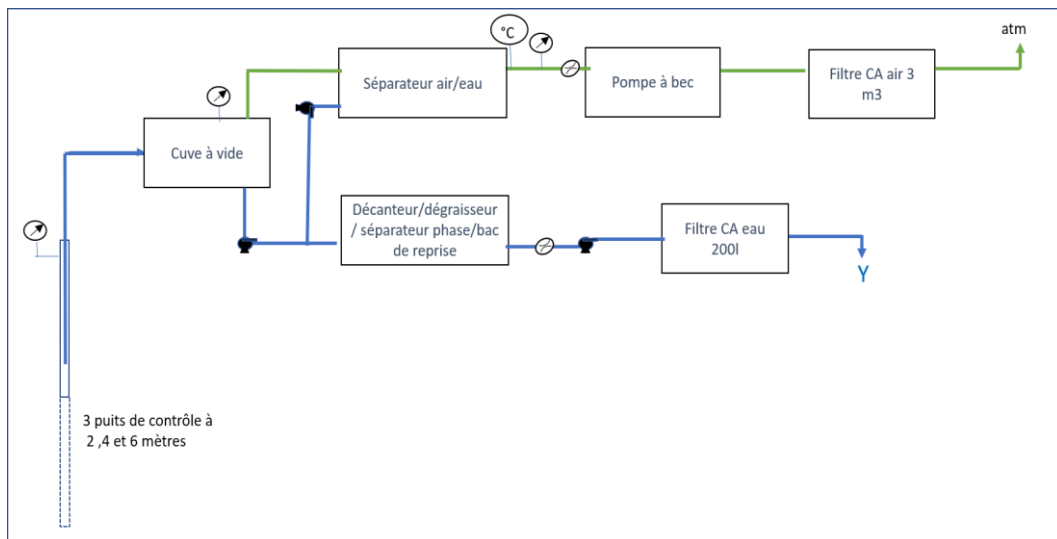 °C
atm
Séparateur air/eau
Pompe à bec
Filtre CA air 3
m3
Cuve à vide
Décanteur/dégraisseur
/ séparateur phase/bac
de reprise
Filtre CA eau
200l
Y
3 puits de contrôle à
2 ,4 et 6 mètres